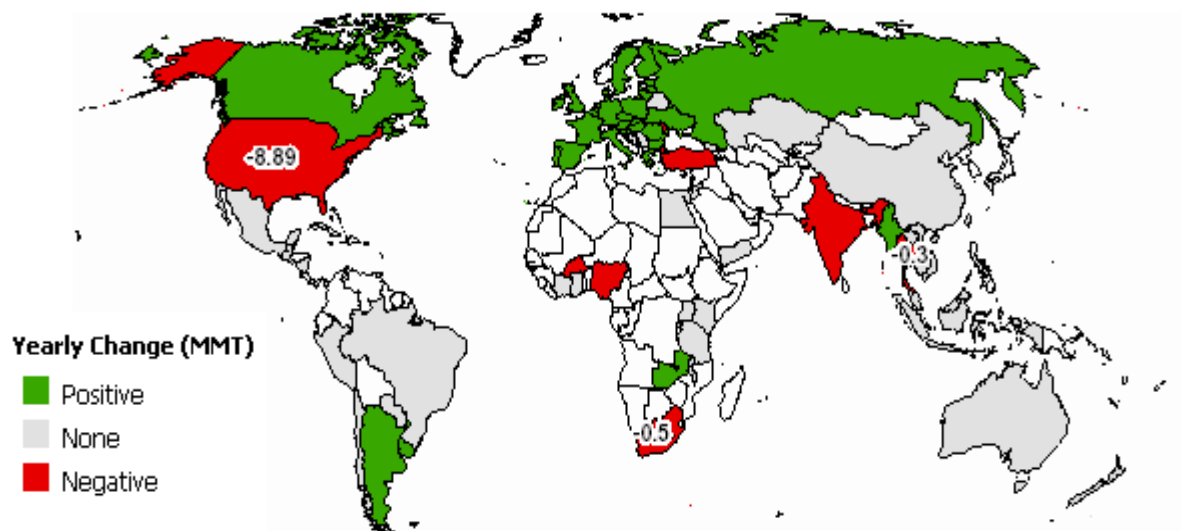 -8.89
-0.3
-0.5
Yearly Change (MMT)
Positive
None
Negative